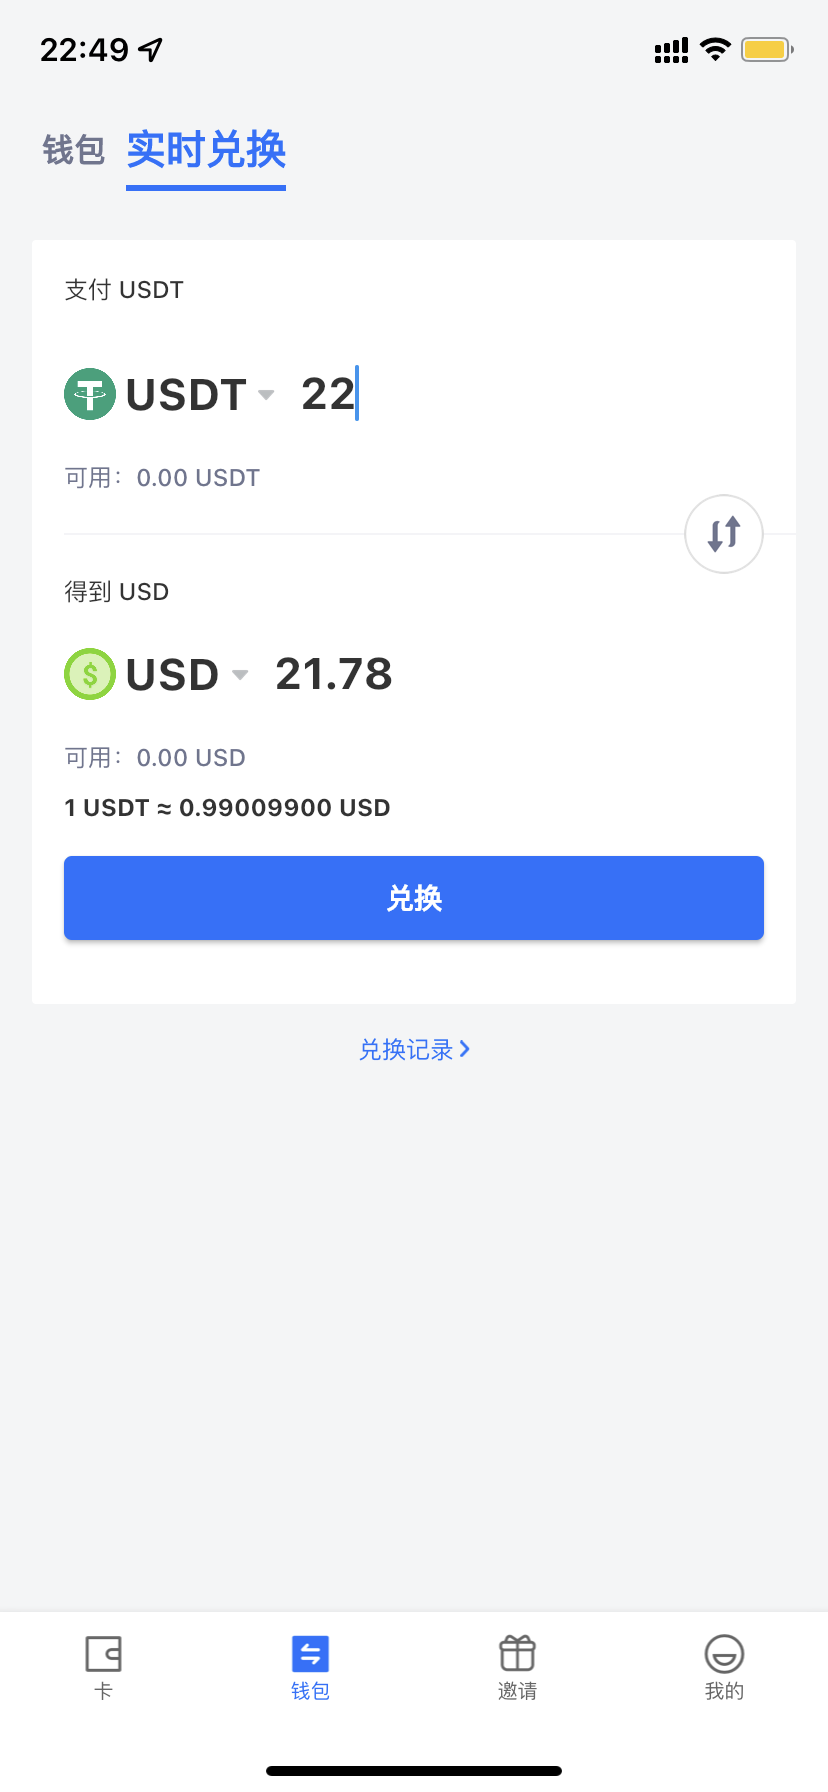 22:49
钱包 实时兑换
支付 USDT
USDT 22
可用：0.00 USDT
得到 USD
USD 21.78
可用：0.00 USD
1 USDT ≈ 0.99009900 USD
兑换
兑换记录
卡 钱包 邀请 我的